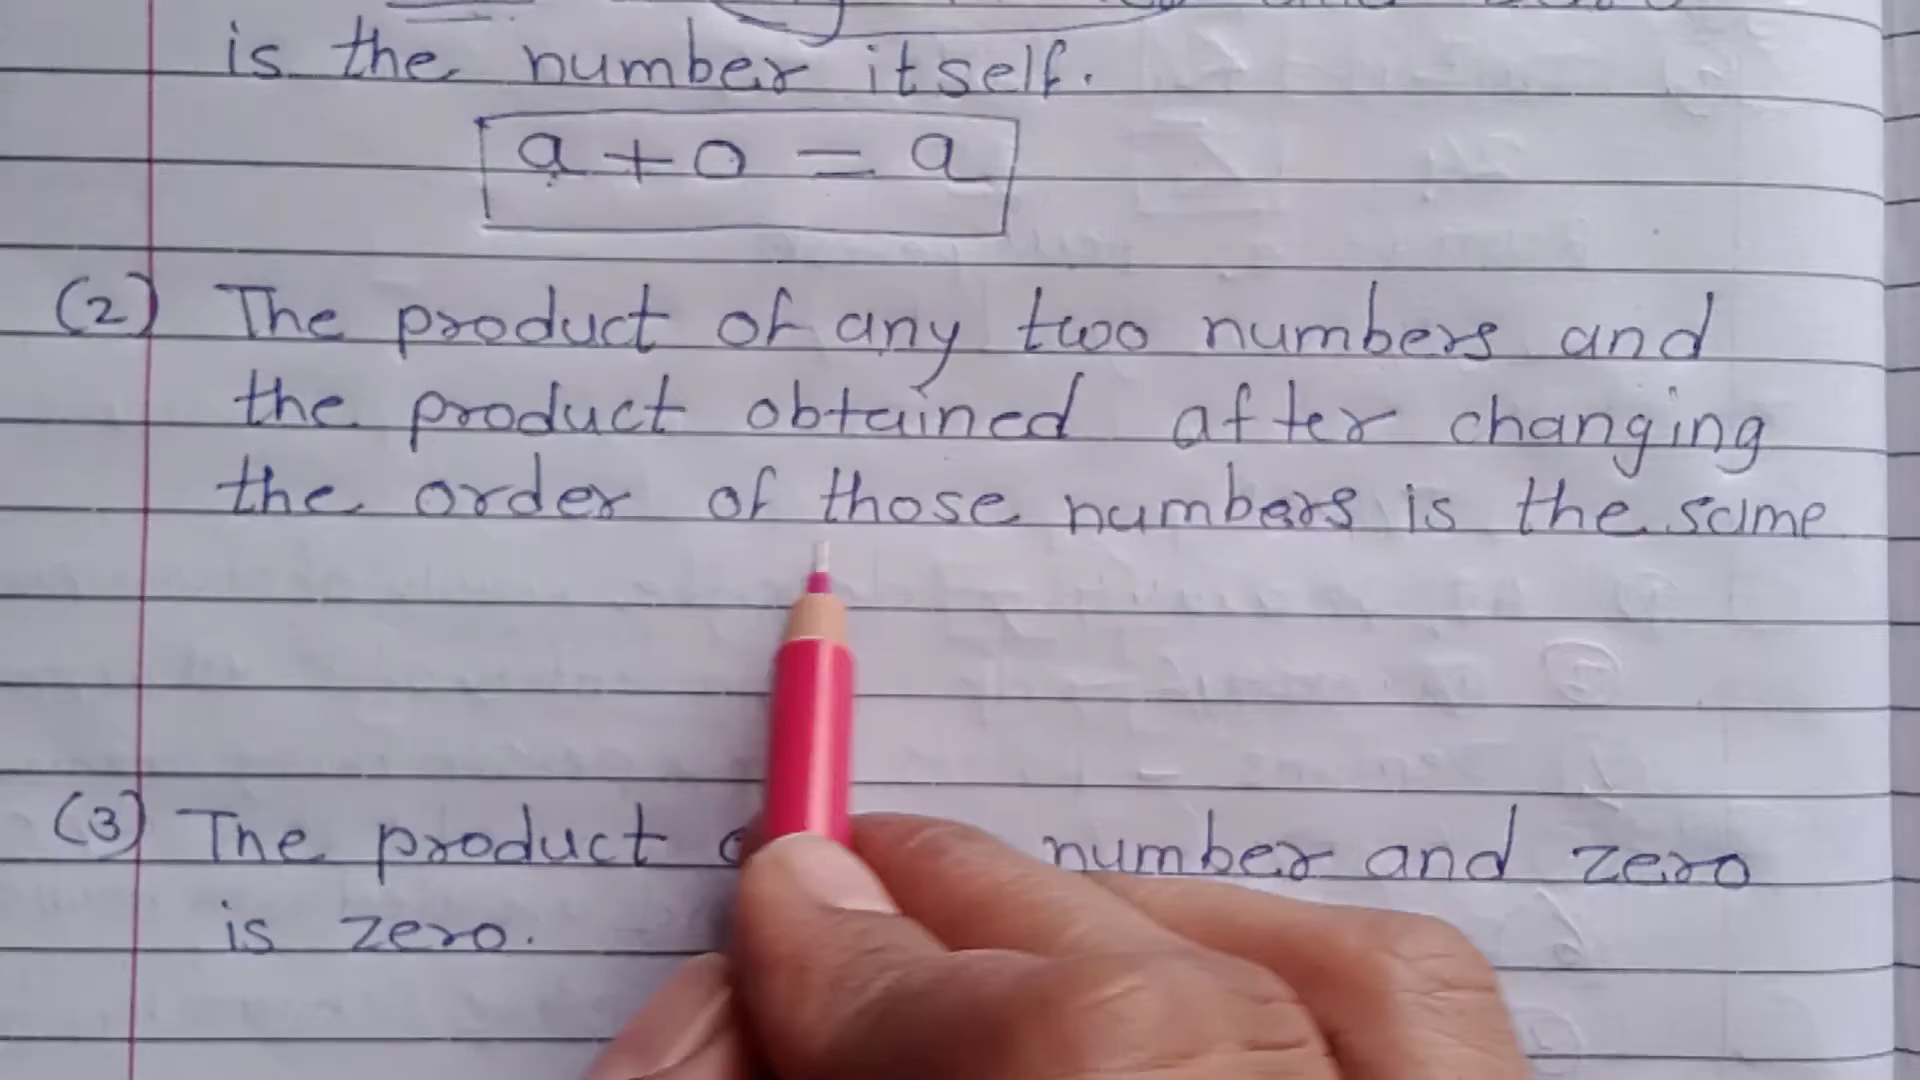 is the number itself.
a + 0 = a
(2) The product of any two numbers and
the product obtained after changing
the order of those numbers is the same
(3) The product number and zero
is zero.